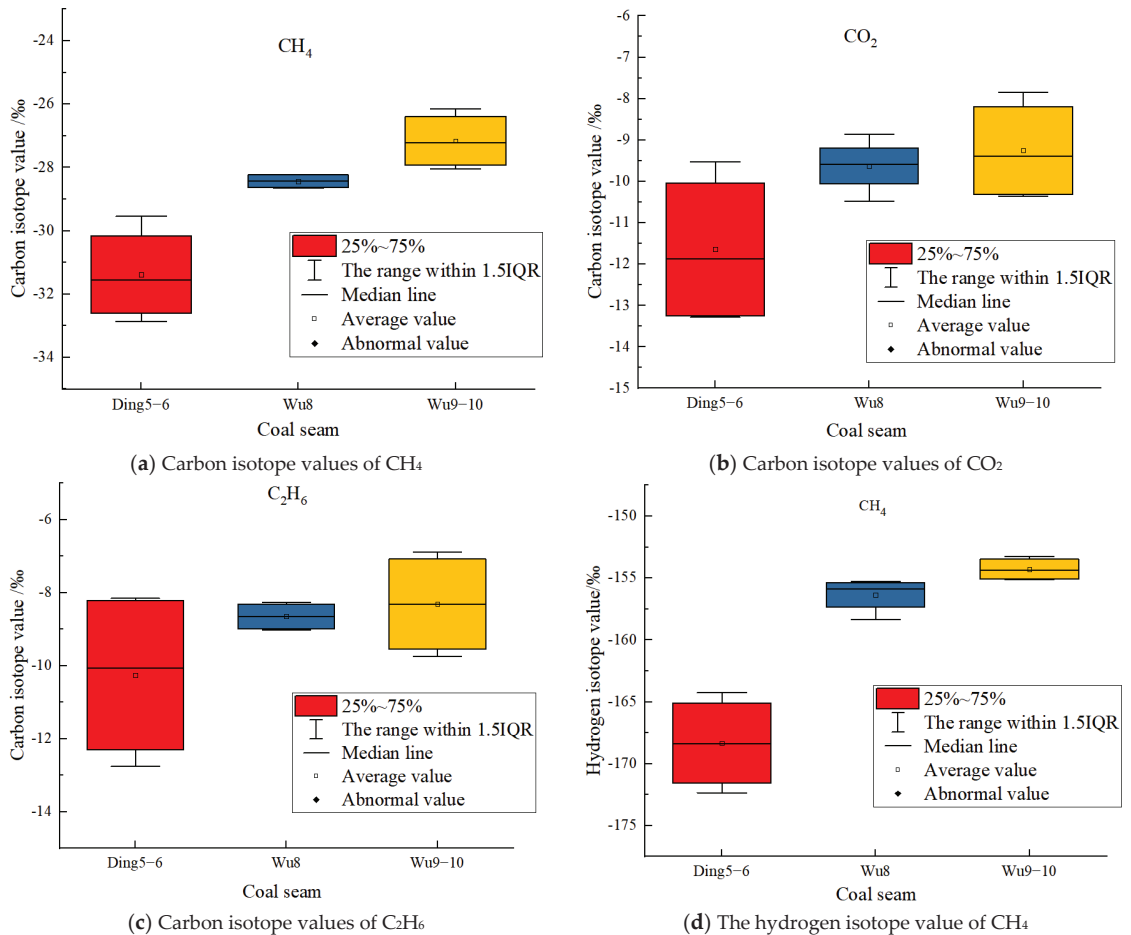 CH₄
Carbon isotope value /‰
-24
-26
-28
-30
-32
-34
25%~75%
The range within 1.5IQR
Median line
Average value
Abnormal value
Ding5−6
Wu8
Wu9−10
Coal seam
(a) Carbon isotope values of CH₄
CO₂
Carbon isotope value /‰
-6
-7
-8
-9
-10
-11
-12
-13
-14
-15
25%~75%
The range within 1.5IQR
Median line
Average value
Abnormal value
Ding5−6
Wu8
Wu9−10
Coal seam
(b) Carbon isotope values of CO₂
C₂H₆
Carbon isotope value /‰
-6
-8
-10
-12
-14
25%~75%
The range within 1.5IQR
Median line
Average value
Abnormal value
Ding5−6
Wu8
Wu9−10
Coal seam
(c) Carbon isotope values of C₂H₆
CH₄
Hydrogen isotope value/‰
-150
-155
-160
-165
-170
-175
25%~75%
The range within 1.5IQR
Median line
Average value
Abnormal value
Ding5−6
Wu8
Wu9−10
Coal seam
(d) The hydrogen isotope value of CH₄